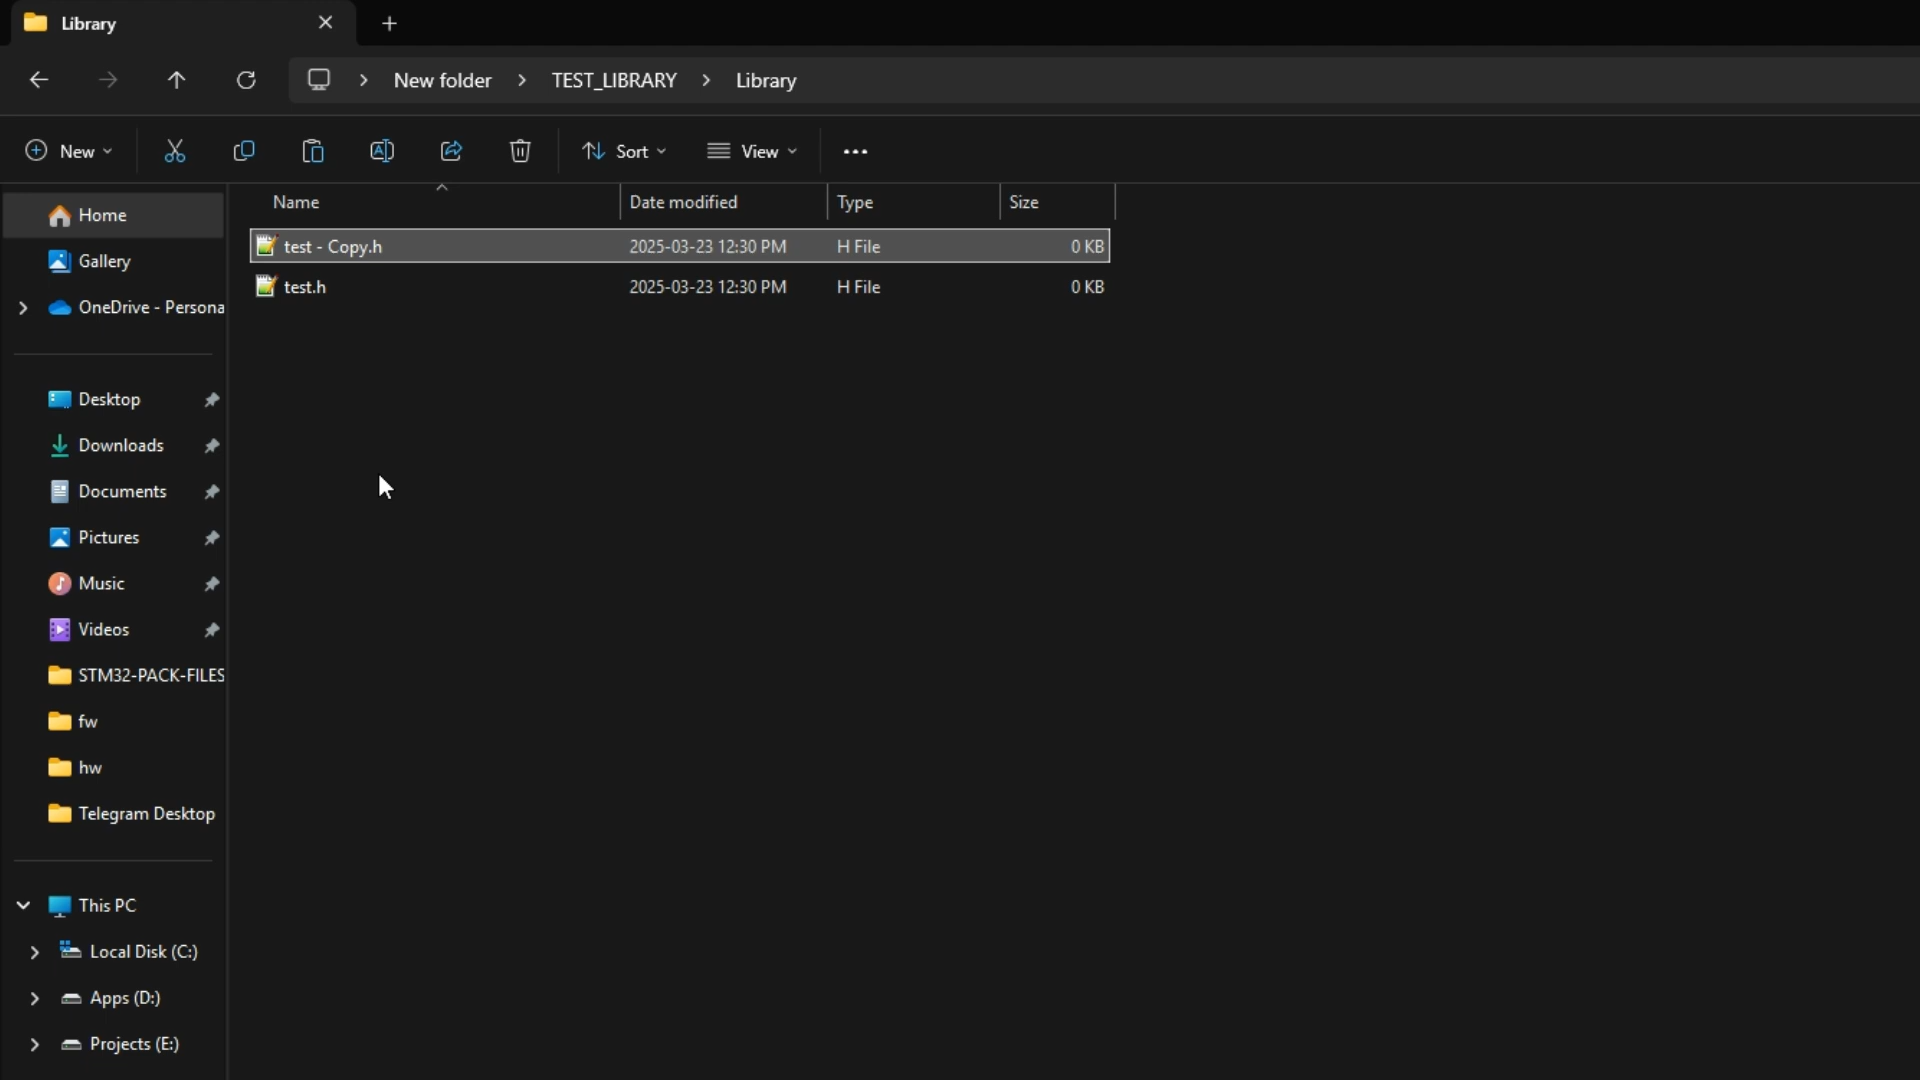 Library
New folder > TEST_LIBRARY > Library
New Sort View
Name Date modified Type Size
test - Copy.h 2025-03-23 12:30 PM H File 0 KB
test.h 2025-03-23 12:30 PM H File 0 KB
Home
Gallery
OneDrive - Persona
Desktop
Downloads
Documents
Pictures
Music
Videos
STM32-PACK-FILES
fw
hw
Telegram Desktop
This PC
Local Disk (C:)
Apps (D:)
Projects (E:)